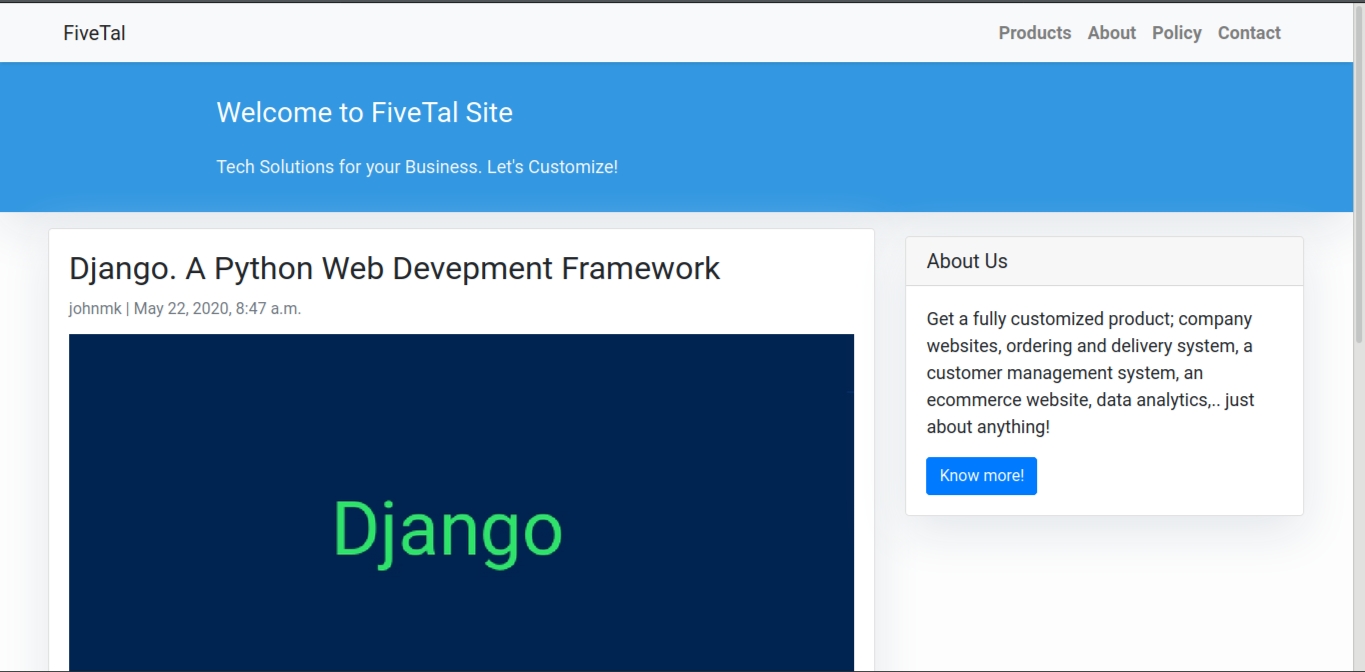 FiveTal
Products About Policy Contact
Welcome to FiveTal Site
Tech Solutions for your Business. Let's Customize!
Django. A Python Web Devepment Framework
johnmk | May 22, 2020, 8:47 a.m.
Django
About Us
Get a fully customized product; company
websites, ordering and delivery system, a
customer management system, an
ecommerce website, data analytics,.. just
about anything!
Know more!